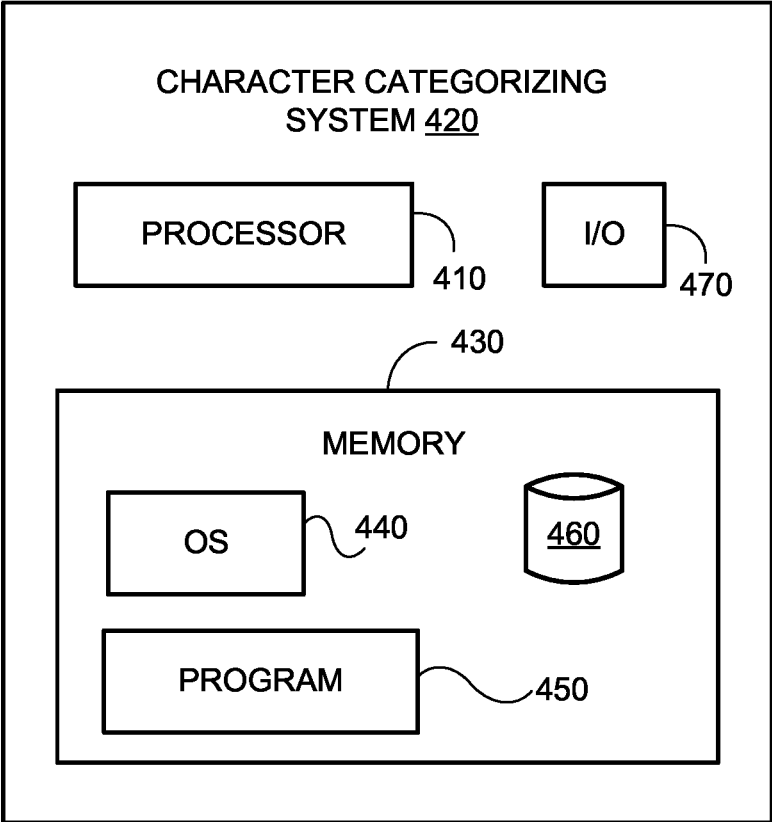 CHARACTER CATEGORIZING
SYSTEM 420
PROCESSOR
410
I/O
470
430
MEMORY
OS
440
460
PROGRAM
450